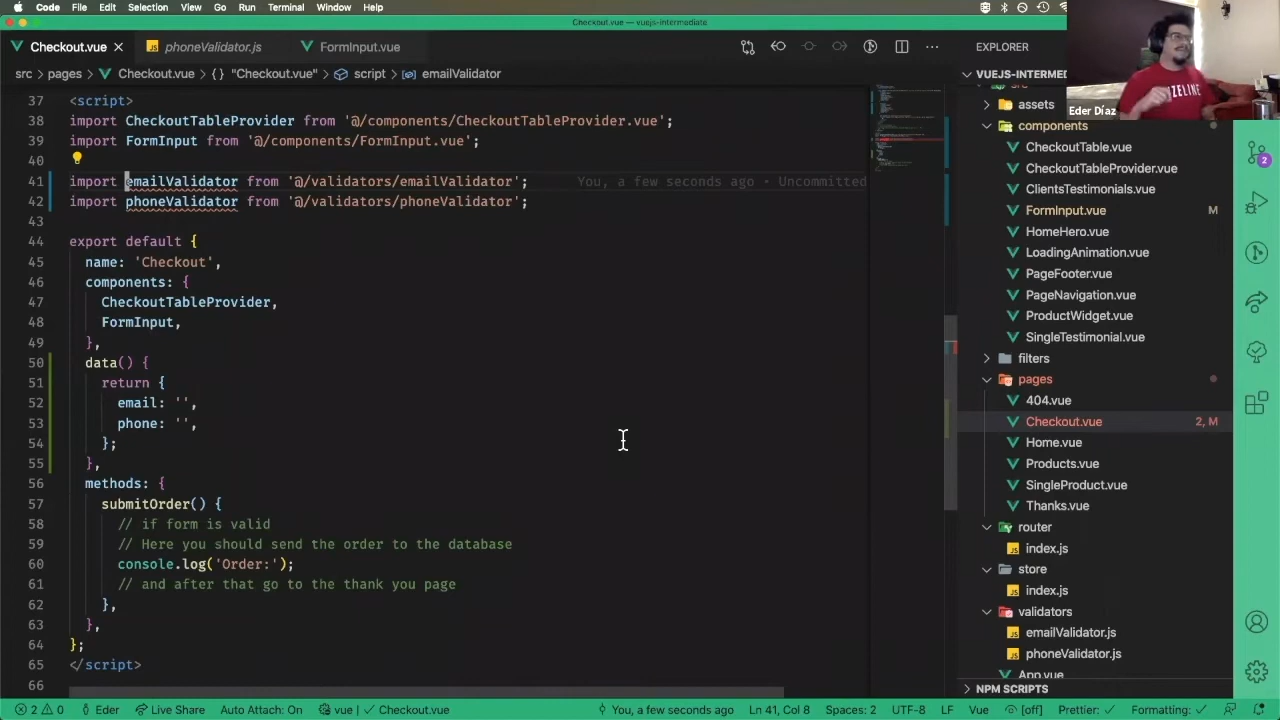 Code File Edit Selection View Go Run Terminal Window Help
Checkout.vue — vuejs-intermediate
Checkout.vue phoneValidator.js FormInput.vue
src > pages > Checkout.vue > {} "Checkout.vue" > script > emailValidator
37 <script>
38 import CheckoutTableProvider from '@/components/CheckoutTableProvider.vue';
39 import FormInput from '@/components/FormInput.vue';
40
41 import emailValidator from '@/validators/emailValidator'; You, a few seconds ago • Uncommitted
42 import phoneValidator from '@/validators/phoneValidator';
43
44 export default {
45 name: 'Checkout',
46 components: {
47 CheckoutTableProvider,
48 FormInput,
49 },
50 data() {
51 return {
52 email: '',
53 phone: '',
54 };
55 },
56 methods: {
57 submitOrder() {
58 // if form is valid
59 // Here you should send the order to the database
60 console.log('Order:');
61 // and after that go to the thank you page
62 },
63 },
64 };
65 </script>
66
EXPLORER
VUEJS-INTERMED
src
assets
components
CheckoutTable.vue
CheckoutTableProvider.vue
ClientsTestimonials.vue
FormInput.vue M
HomeHero.vue
LoadingAnimation.vue
PageFooter.vue
PageNavigation.vue
ProductWidget.vue
SingleTestimonial.vue
filters
pages
404.vue
Checkout.vue 2, M
Home.vue
Products.vue
SingleProduct.vue
Thanks.vue
router
index.js
store
index.js
validators
emailValidator.js
phoneValidator.js
App.vue
NPM SCRIPTS
Eder Díaz
2
2 0 Eder Live Share Auto Attach: On vue | ✓ Checkout.vue You, a few seconds ago Ln 41, Col 8 Spaces: 2 UTF-8 LF Vue [off] Prettier: ✓ Formatting: ✓